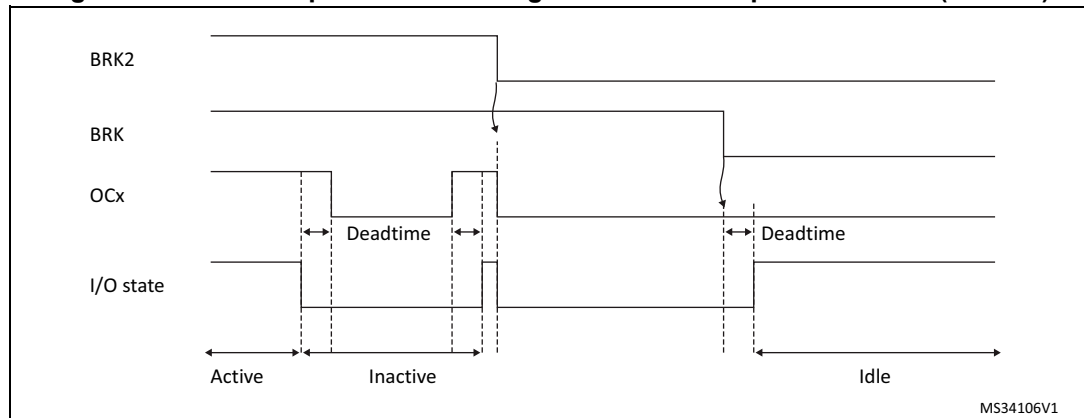 BRK2
BRK
OCx
Deadtime Deadtime
I/O state
Active Inactive Idle
MS34106V1